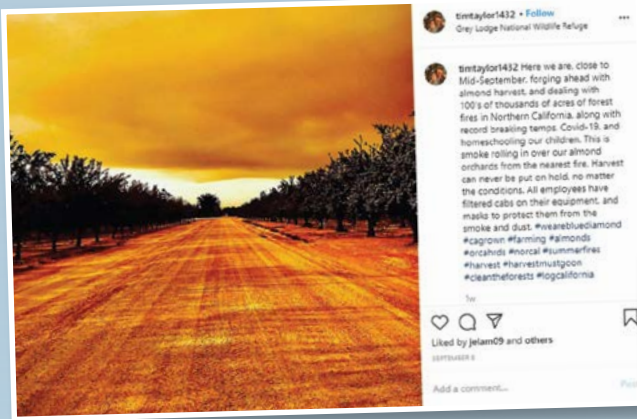 timtaylor1432 • Follow
Grey Lodge National Wildlife Refuge
timtaylor1432 Here we are, close to
Mid-September, forging ahead with
almond harvest, and dealing with
100's of thousands of acres of forest
fires in Northern California, along with
record breaking temps, Covid-19, and
homeschooling our children. This is
smoke rolling in over our almond
orchards from the nearest fire. Harvest
can never be put on hold, no matter
the conditions. All employees have
filtered cabs on their equipment, and
masks to protect them from the
smoke and dust. #wearebluediamond
#cagrown #farming #almonds
#orcahrds #norcal #summerfires
#harvest #harvestmustgoon
#cleantheforests #logcalifornia
1w
Liked by jelam09 and others
SEPTEMBER 8
Add a comment...
Post